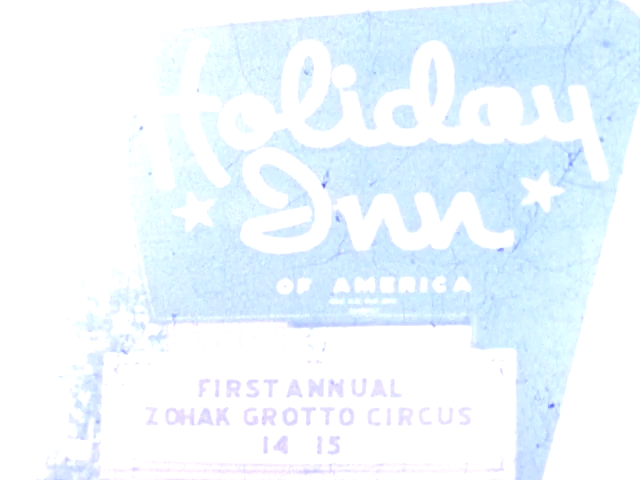 Holiday
Inn
OF AMERICA
FIRST ANNUAL
ZOHAK GROTTO CIRCUS
14 15